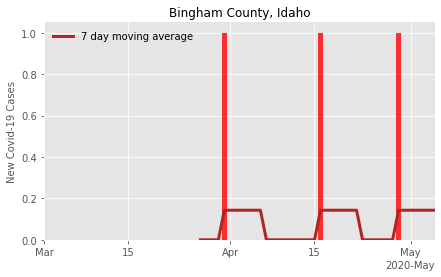 Bingham County, Idaho
7 day moving average
New Covid-19 Cases
1.0
0.8
0.6
0.4
0.2
0.0
Mar
15
Apr
15
May
2020-May